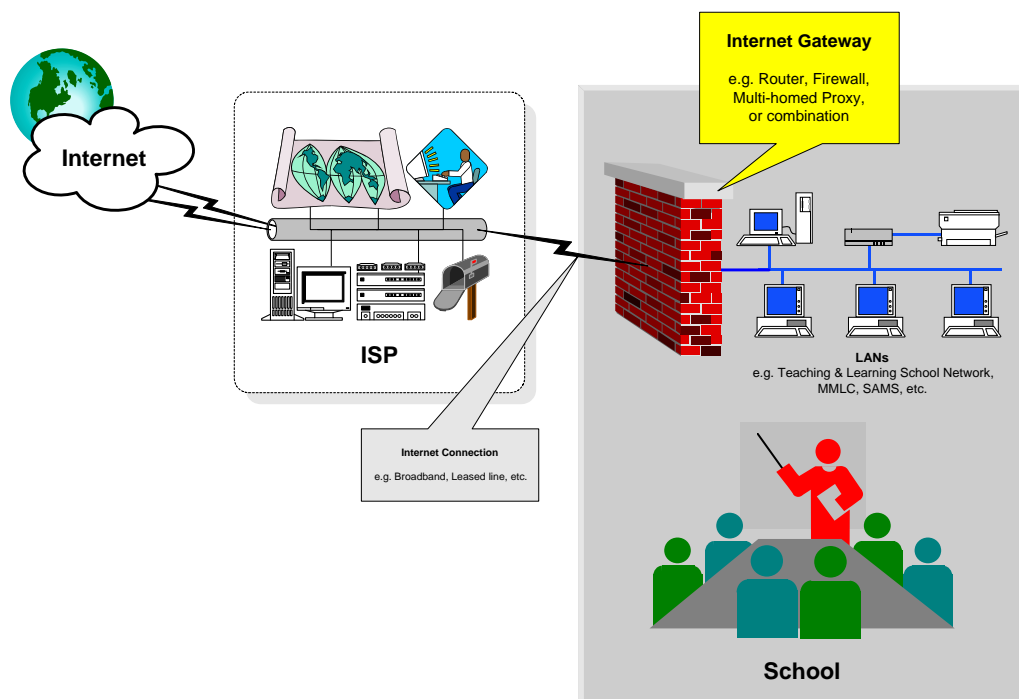 Internet Gateway
e.g. Router, Firewall,
Multi-homed Proxy,
or combination
Internet
ISP
LANs
e.g. Teaching & Learning School Network,
MMLC, SAMS, etc.
Internet Connection
e.g. Broadband, Leased line, etc.
School